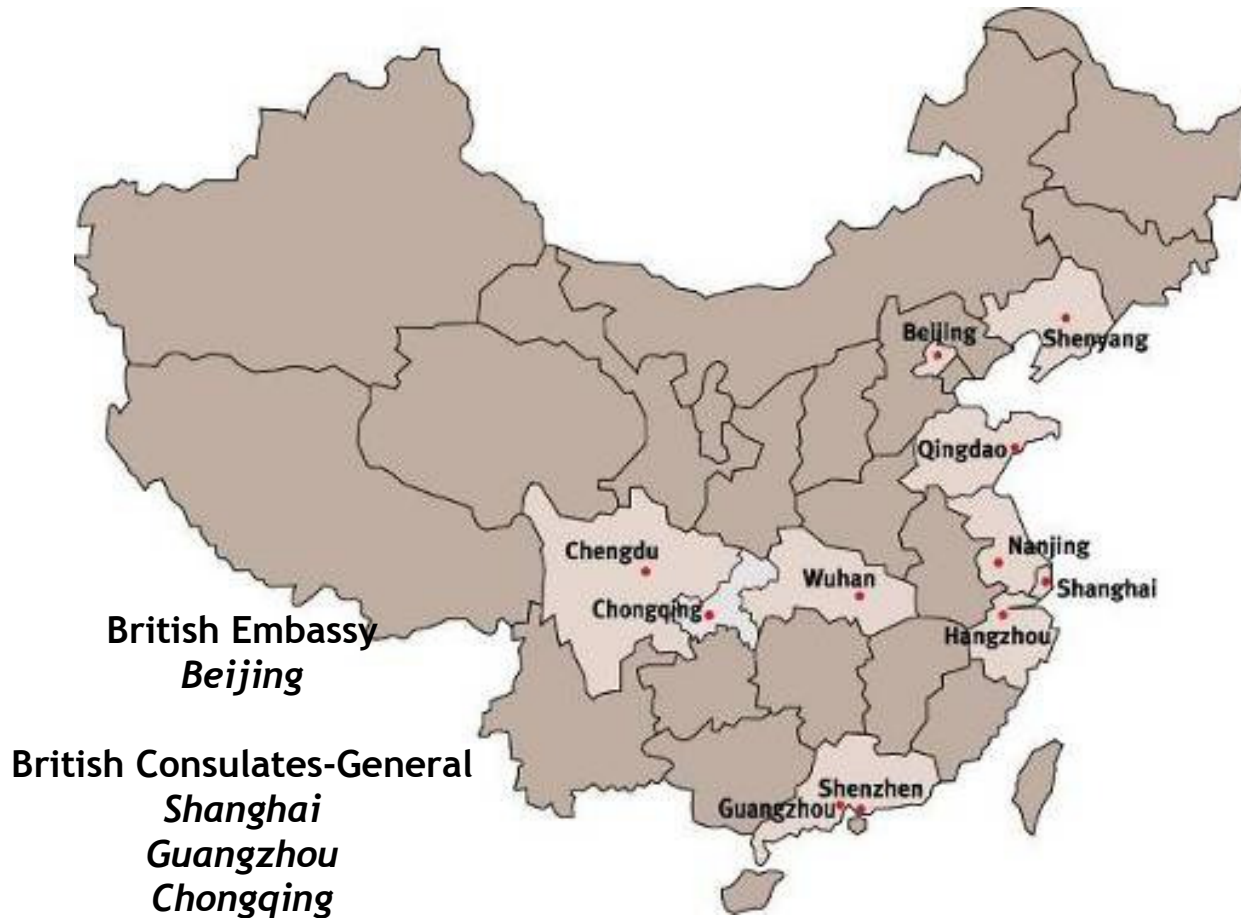 Beijing
Shenyang
Qingdao
Chengdu
Nanjing
Wuhan
Shanghai
Chongqing
Hangzhou
British Embassy
Beijing
British Consulates-General
Shanghai
Guangzhou
Chongqing
Shenzhen
Guangzhou